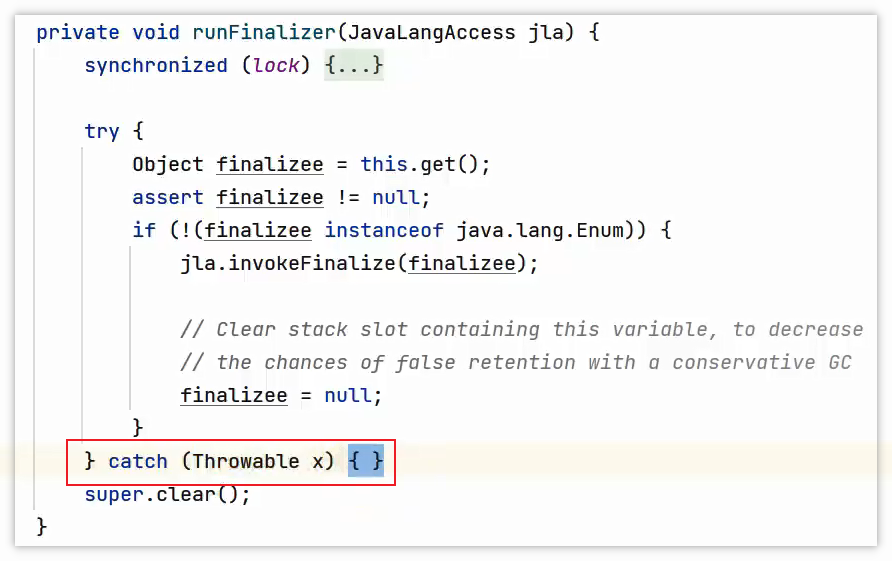 private void runFinalizer(JavaLangAccess jla) {
synchronized (lock) {...}
try {
Object finalizee = this.get();
assert finalizee != null;
if (!(finalizee instanceof java.lang.Enum)) {
jla.invokeFinalize(finalizee);
// Clear stack slot containing this variable, to decrease
// the chances of false retention with a conservative GC
finalizee = null;
}
} catch (Throwable x) { }
super.clear();
}